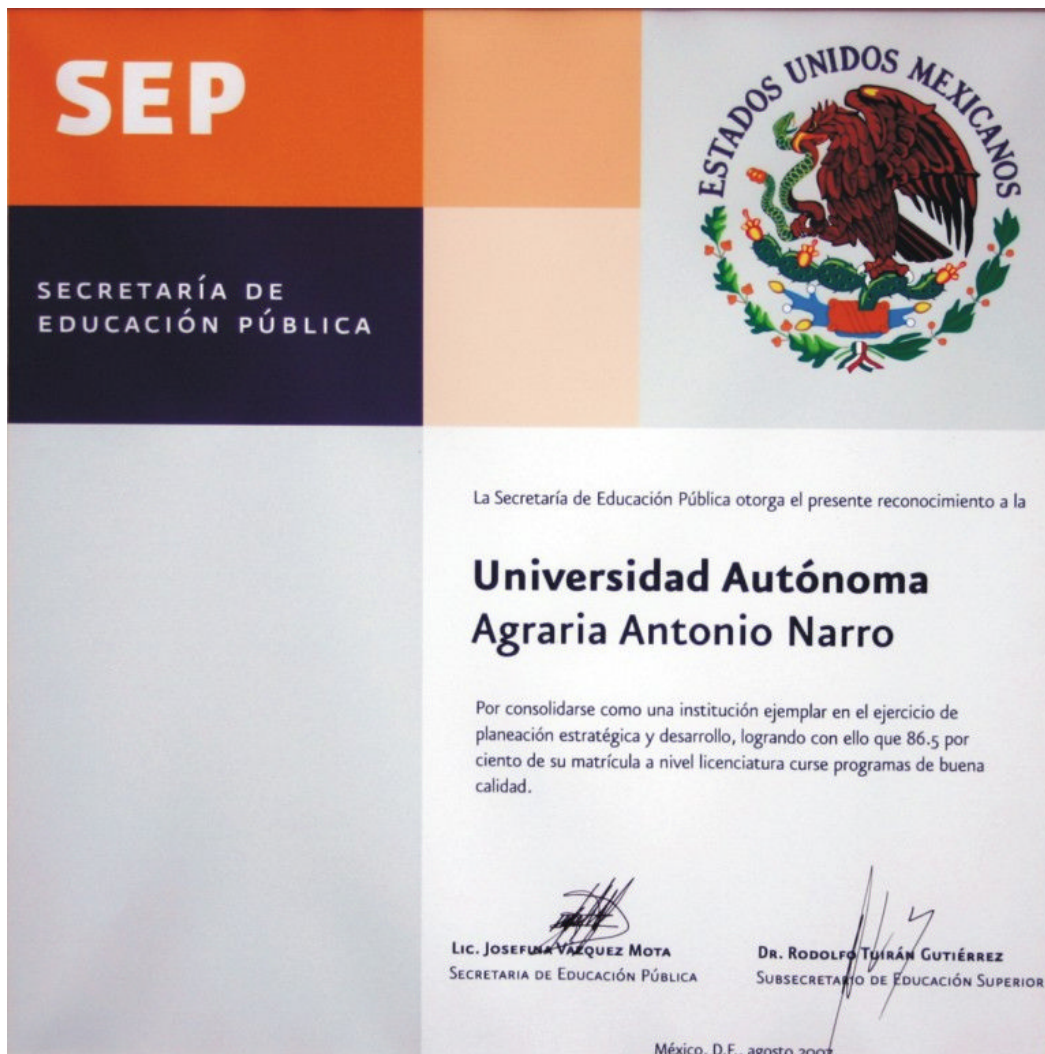 SEP
SECRETARÍA DE
EDUCACIÓN PÚBLICA
ESTADOS UNIDOS MEXICANOS
La Secretaría de Educación Pública otorga el presente reconocimiento a la
Universidad Autónoma
Agraria Antonio Narro
Por consolidarse como una institución ejemplar en el ejercicio de
planeación estratégica y desarrollo, logrando con ello que 86.5 por
ciento de su matrícula a nivel licenciatura curse programas de buena
calidad.
LIC. JOSEFINA VÁZQUEZ MOTA
SECRETARIA DE EDUCACIÓN PÚBLICA
DR. RODOLFO TUIRÁN GUTIÉRREZ
SUBSECRETARIO DE EDUCACIÓN SUPERIOR
México, D.F., agosto 2007